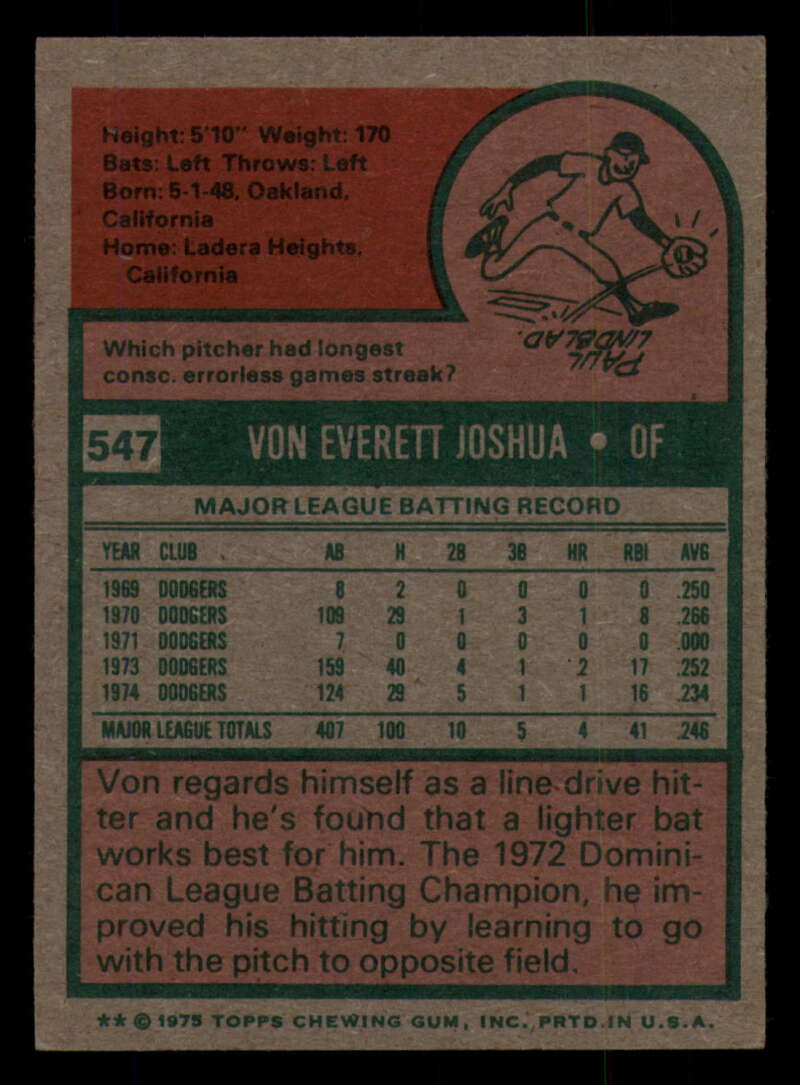 Height: 5'10" Weight: 170
Bats: Left Throws: Left
Born: 5-1-48, Oakland,
California
Home: Ladera Heights,
California
Which pitcher had longest
consc. errorless games streak?
PAUL
LINDBLAD.
547 VON EVERETT JOSHUA • OF
MAJOR LEAGUE BATTING RECORD
YEAR CLUB AB H 2B 3B HR RBI AVG
1969 DODGERS 8 2 0 0 0 0 .250
1970 DODGERS 109 29 1 3 1 8 .266
1971 DODGERS 7 0 0 0 0 0 .000
1973 DODGERS 159 40 4 1 2 17 .252
1974 DODGERS 124 29 5 1 1 16 .234
MAJOR LEAGUE TOTALS 407 100 10 5 4 41 .246
Von regards himself as a line-drive hit-
ter and he's found that a lighter bat
works best for him. The 1972 Domini-
can League Batting Champion, he im-
proved his hitting by learning to go
with the pitch to opposite field.
** © 1975 TOPPS CHEWING GUM, INC. PRTD. IN U.S.A.